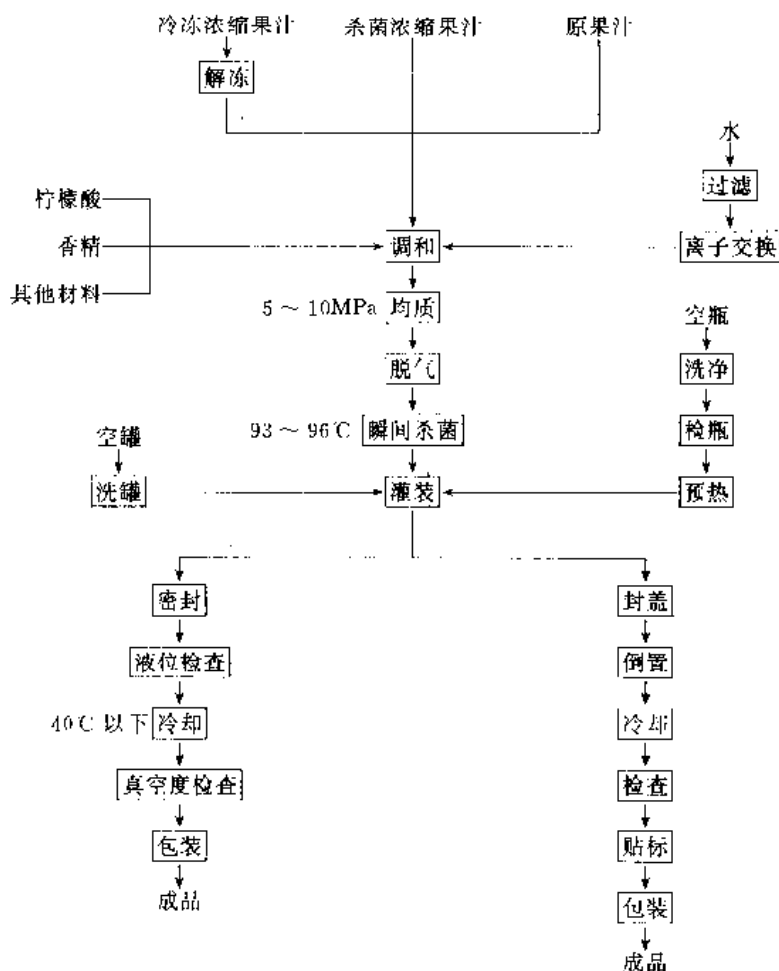 冷冻浓缩果汁 杀菌浓缩果汁 原果汁
解冻
水
过滤
柠檬酸
香精 调和 离子交换
其他材料
5～10MPa 均质 空瓶
脱气 洗净
93～96℃ 瞬间杀菌 检瓶
空罐
洗罐 灌装 预热
密封 封盖
液位检查 倒置
40℃以下 冷却 冷却
真空度检查 检查
包装 贴标
成品 包装
成品